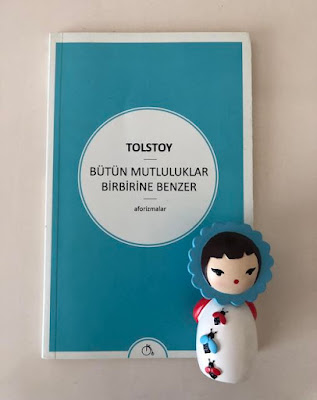 TOLSTOY
BÜTÜN MUTLULUKLAR
BİRBİRİNE BENZER
aforizmalar